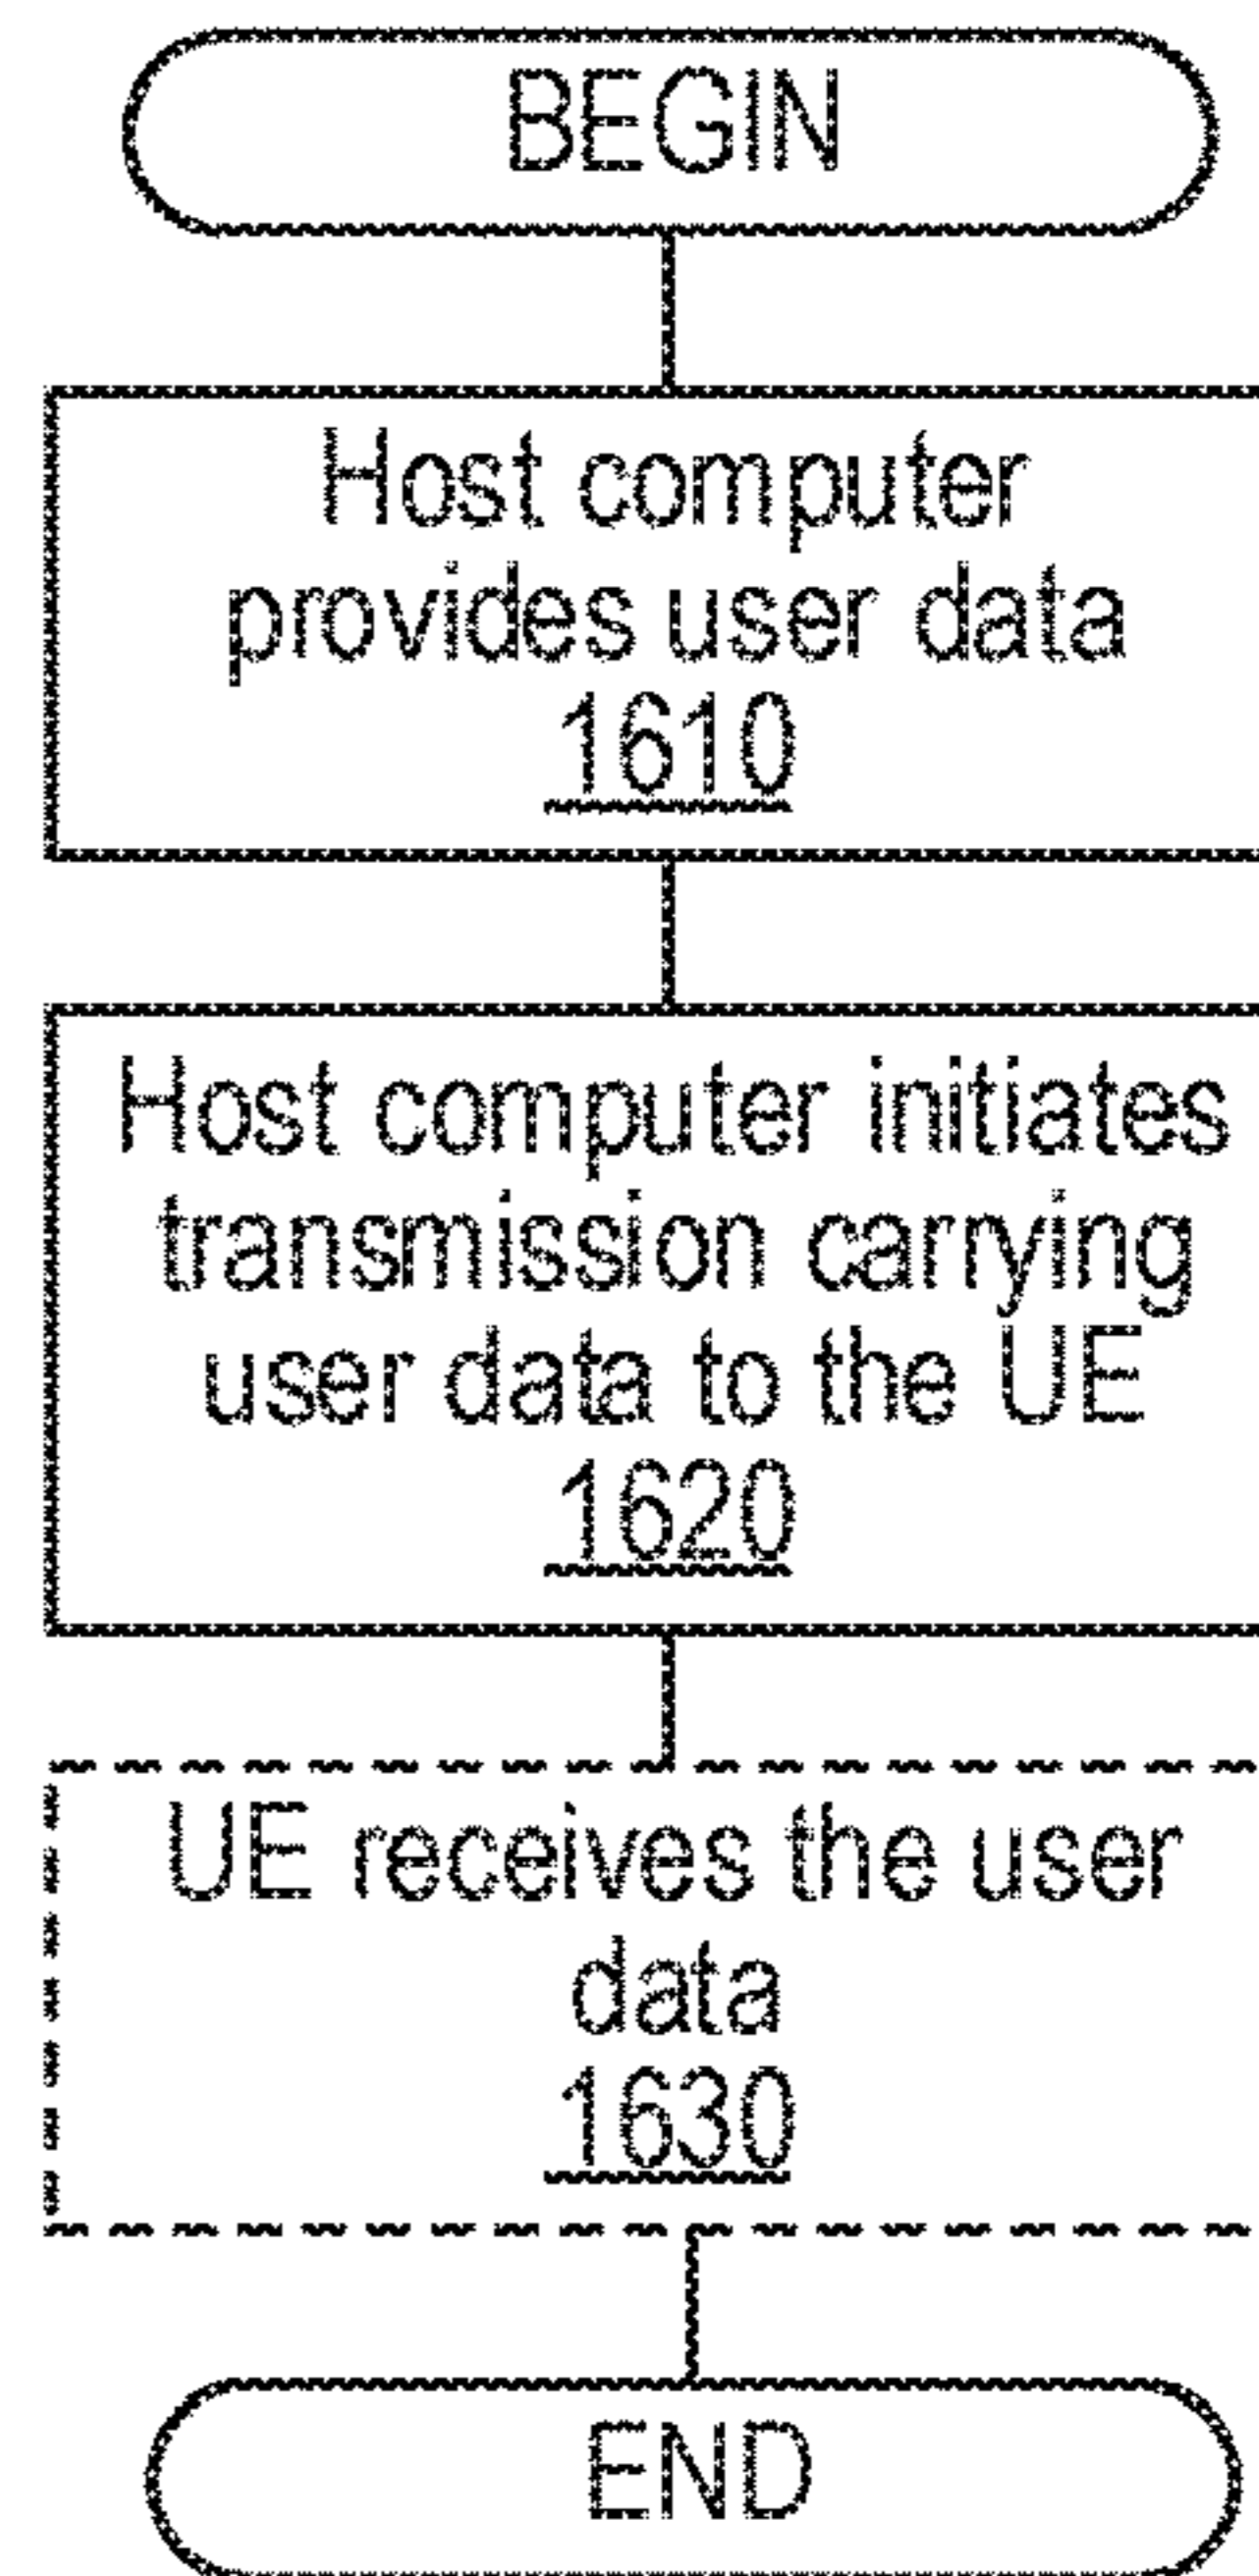 BEGIN
Host computer
provides user data
1610
Host computer initiates
transmission carrying
user data to the UE
1620
UE receives the user
data
1630
END